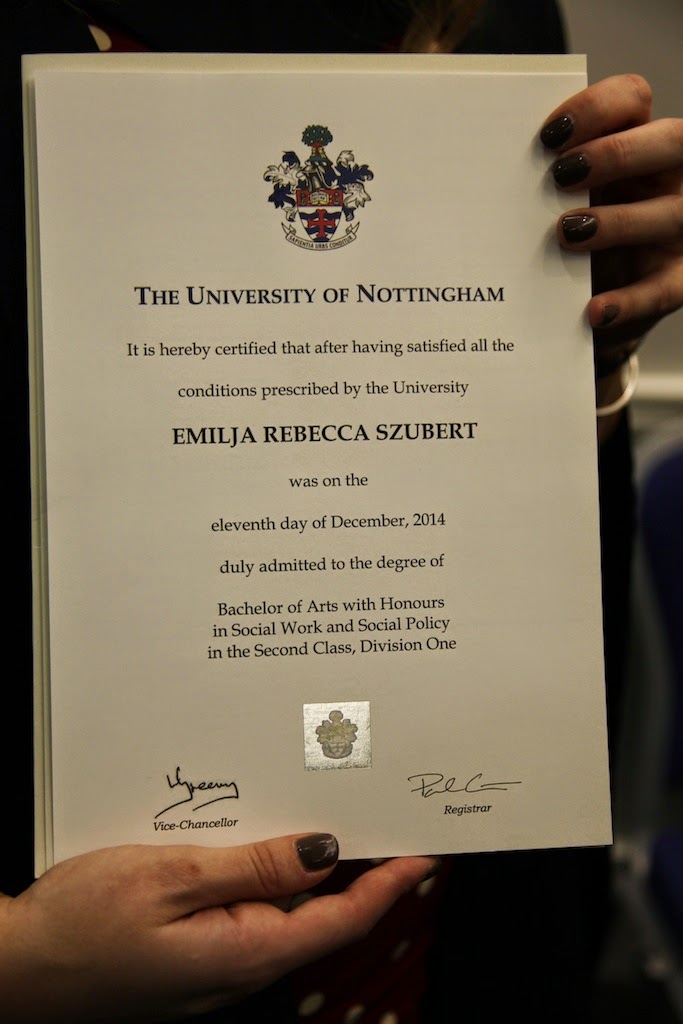 SAPIENTIA URBS CONDITUR
THE UNIVERSITY OF NOTTINGHAM
It is hereby certified that after having satisfied all the
conditions prescribed by the University
EMILJA REBECCA SZUBERT
was on the
eleventh day of December, 2014
duly admitted to the degree of
Bachelor of Arts with Honours
in Social Work and Social Policy
in the Second Class, Division One
Vice-Chancellor
Registrar